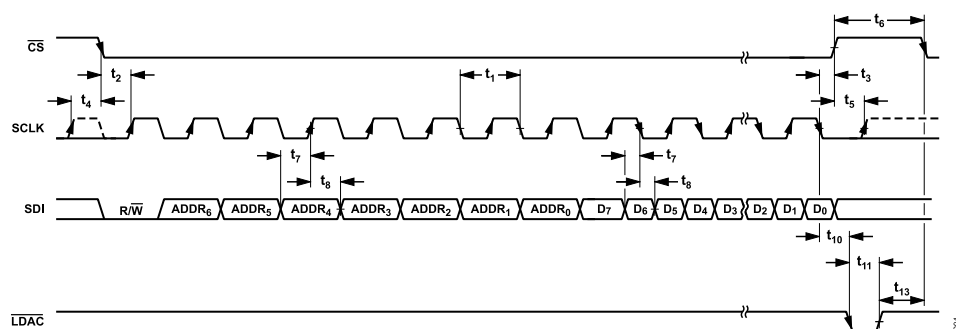 t6
CS
t2
t1
t3
t4
t5
SCLK
t7
t7
t8
t8
SDI
R/W
ADDR6
ADDR5
ADDR4
ADDR3
ADDR2
ADDR1
ADDR0
D7
D6
D5
D4
D3
D2
D1
D0
t10
t11
t13
LDAC